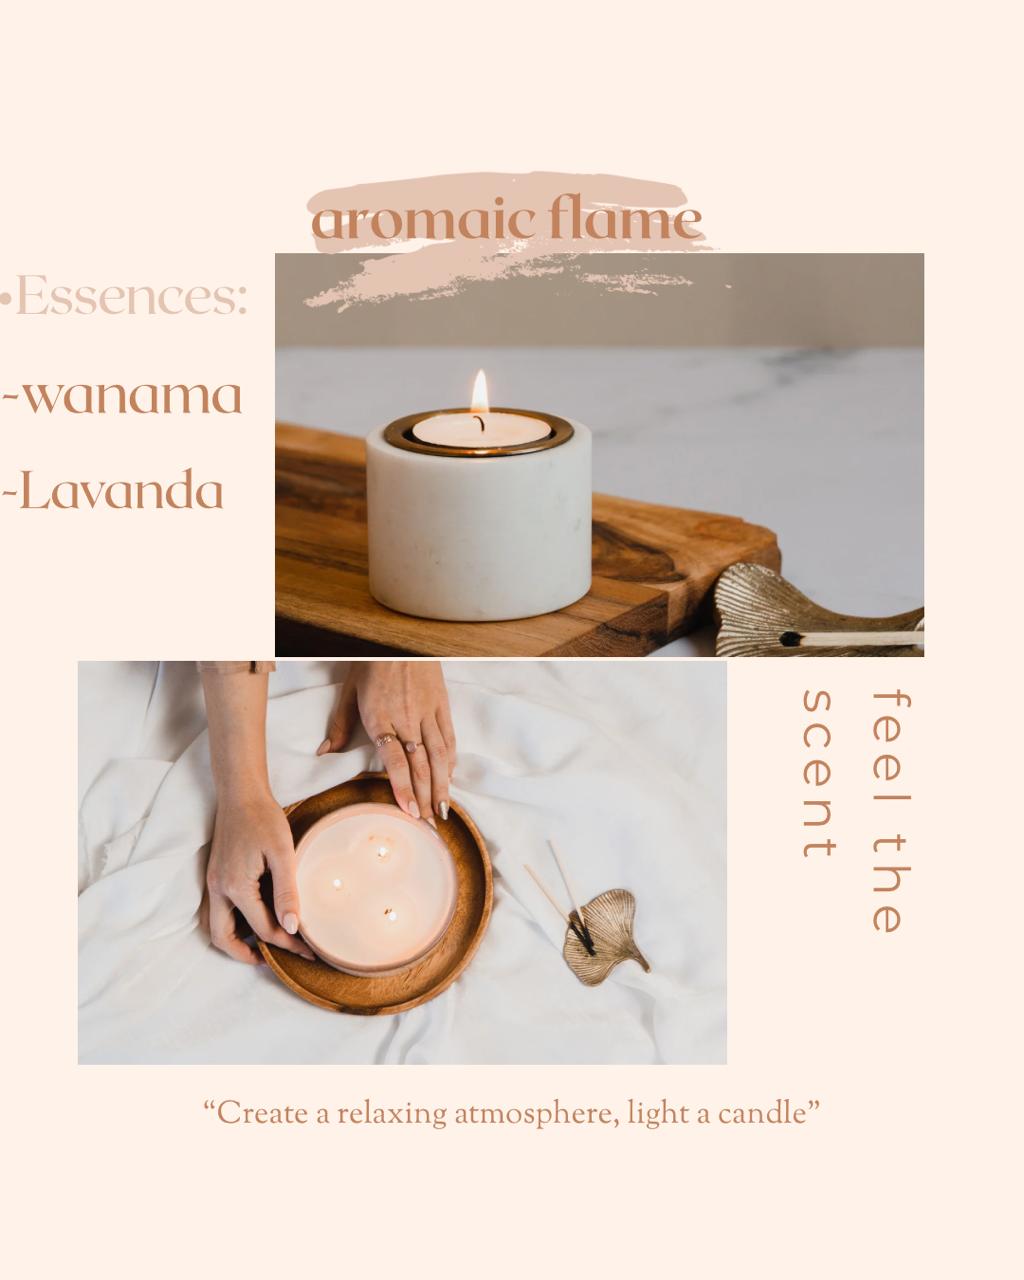 aromaic flame
•Essences:
-wanama
-Lavanda
feel the
scent
“Create a relaxing atmosphere, light a candle”